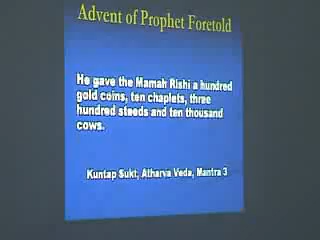 Advent of Prophet Foretold
He gave the Mamah Rishi a hundred
gold coins, ten chaplets, three
hundred steeds and ten thousand
cows.
Kuntap Sukt, Atharva Veda, Mantra 3